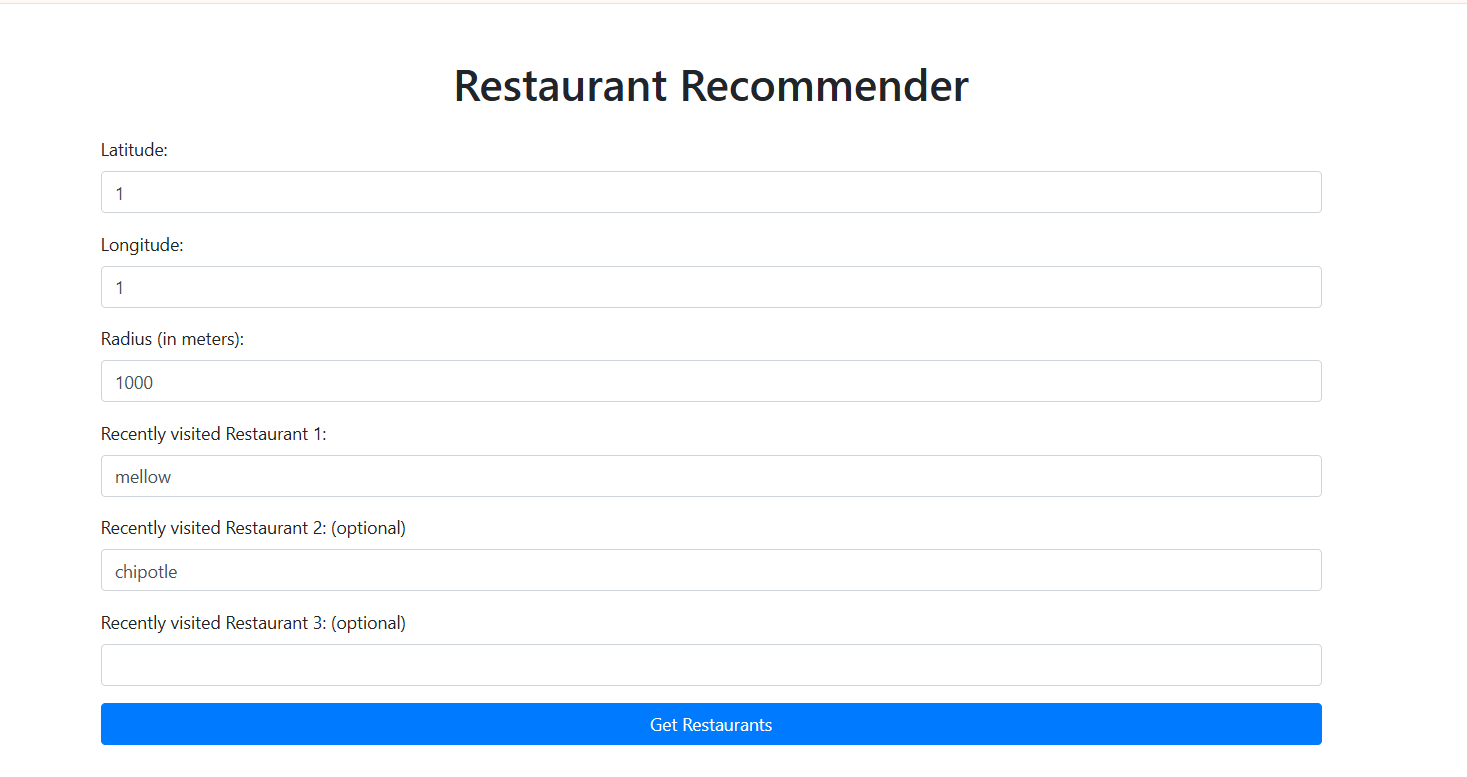 Restaurant Recommender
Latitude:
1
Longitude:
1
Radius (in meters):
1000
Recently visited Restaurant 1:
mellow
Recently visited Restaurant 2: (optional)
chipotle
Recently visited Restaurant 3: (optional)
Get Restaurants